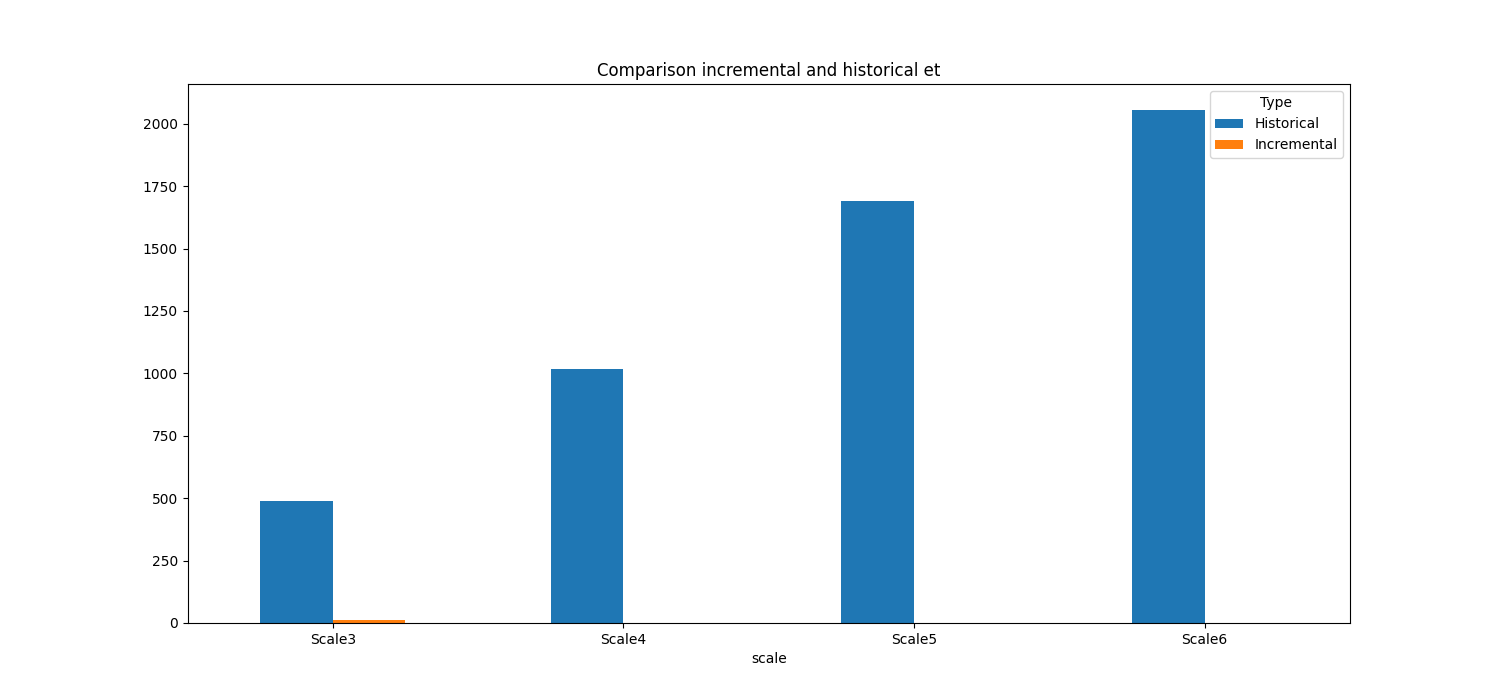 Comparison incremental and historical et
Type
Historical
Incremental
2000
1750
1500
1250
1000
750
500
250
0
Scale3
Scale4
Scale5
Scale6
scale